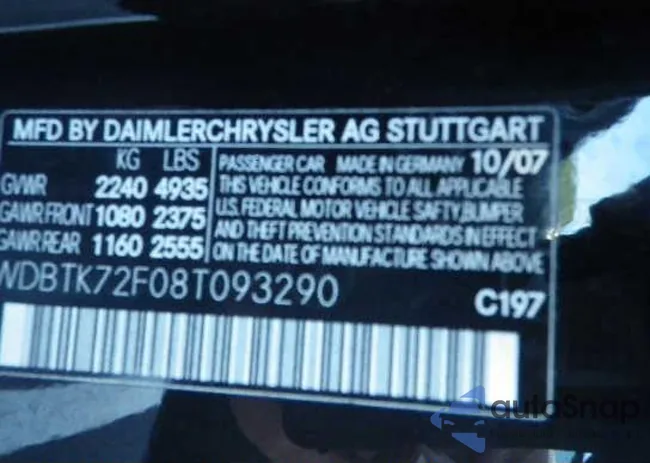 MFD BY DAIMLERCHRYSLER AG STUTTGART
KG LBS
GVWR 2240 4935
GAWR FRONT 1080 2375
GAWR REAR 1160 2555
PASSENGER CAR MADE IN GERMANY 10/07
THIS VEHICLE CONFORMS TO ALL APPLICABLE
U.S. FEDERAL MOTOR VEHICLE SAFTY, BUMPER
AND THEFT PREVENTION STANDARDS IN EFFECT
ON THE DATE OF MANUFACTURE SHOWN ABOVE
WDBTK72F08T093290
C197
autoSnap